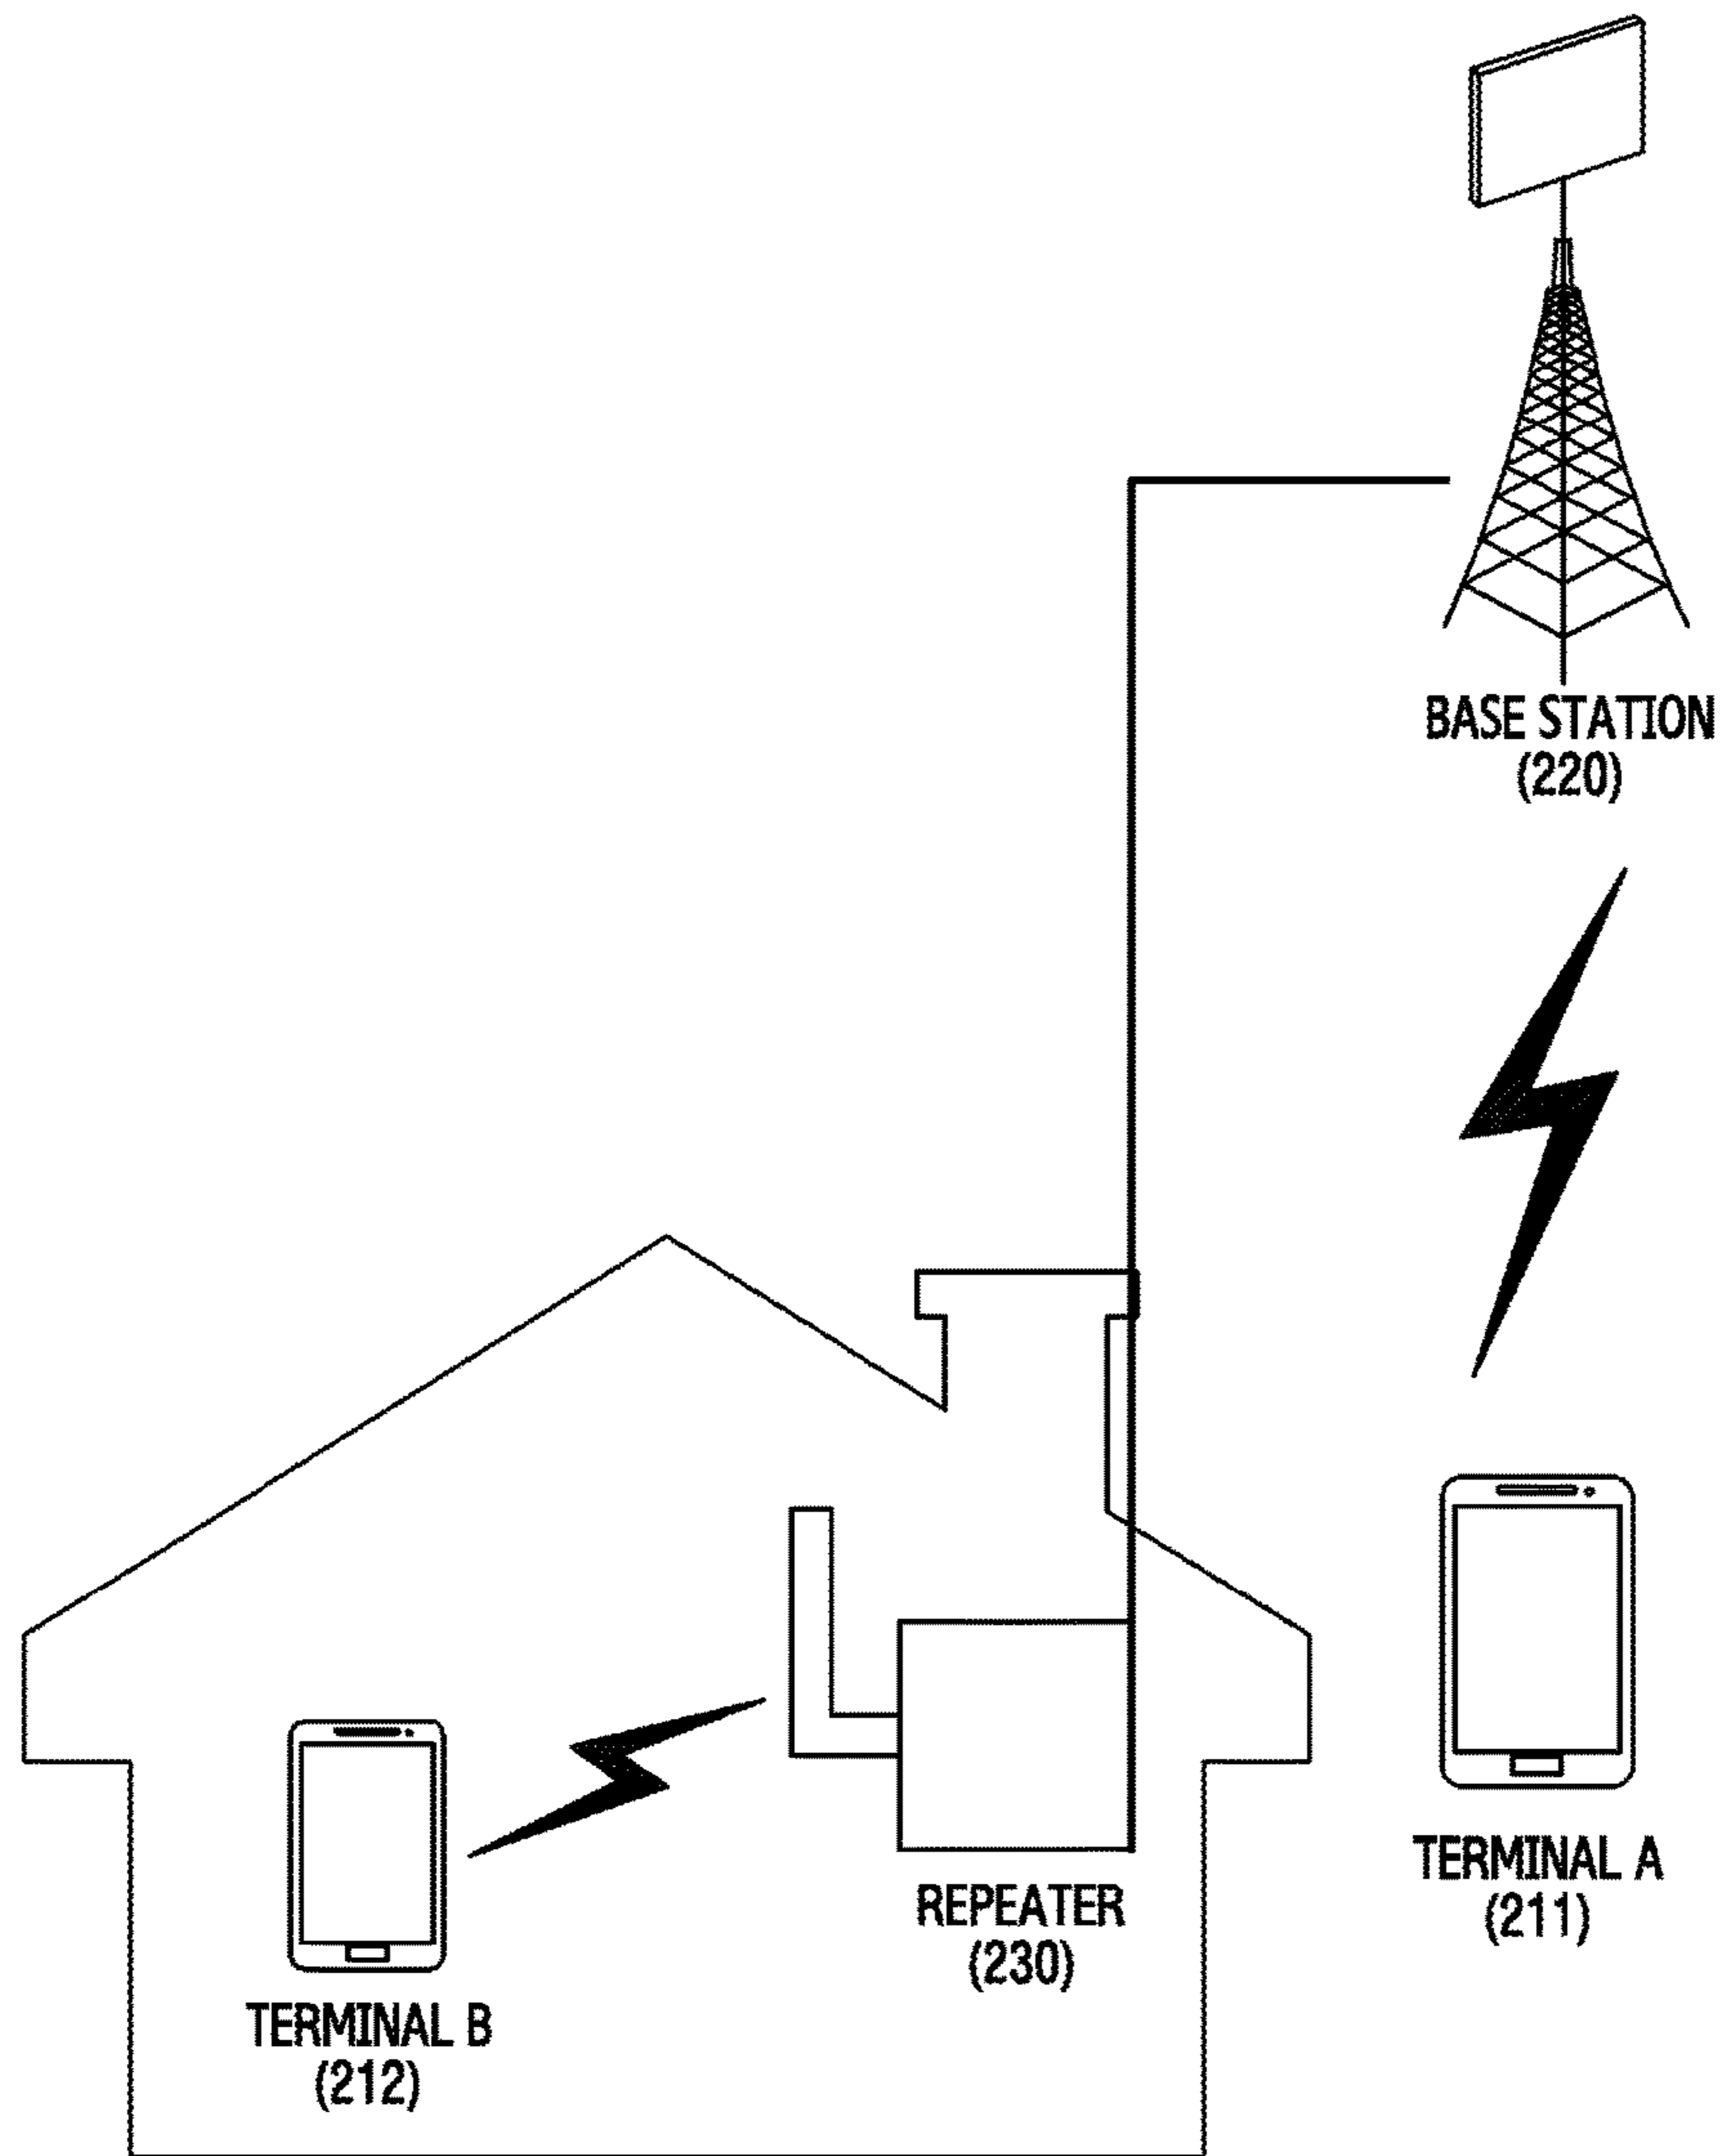 BASE STATION
(220)
TERMINAL A
(211)
REPEATER
(230)
TERMINAL B
(212)